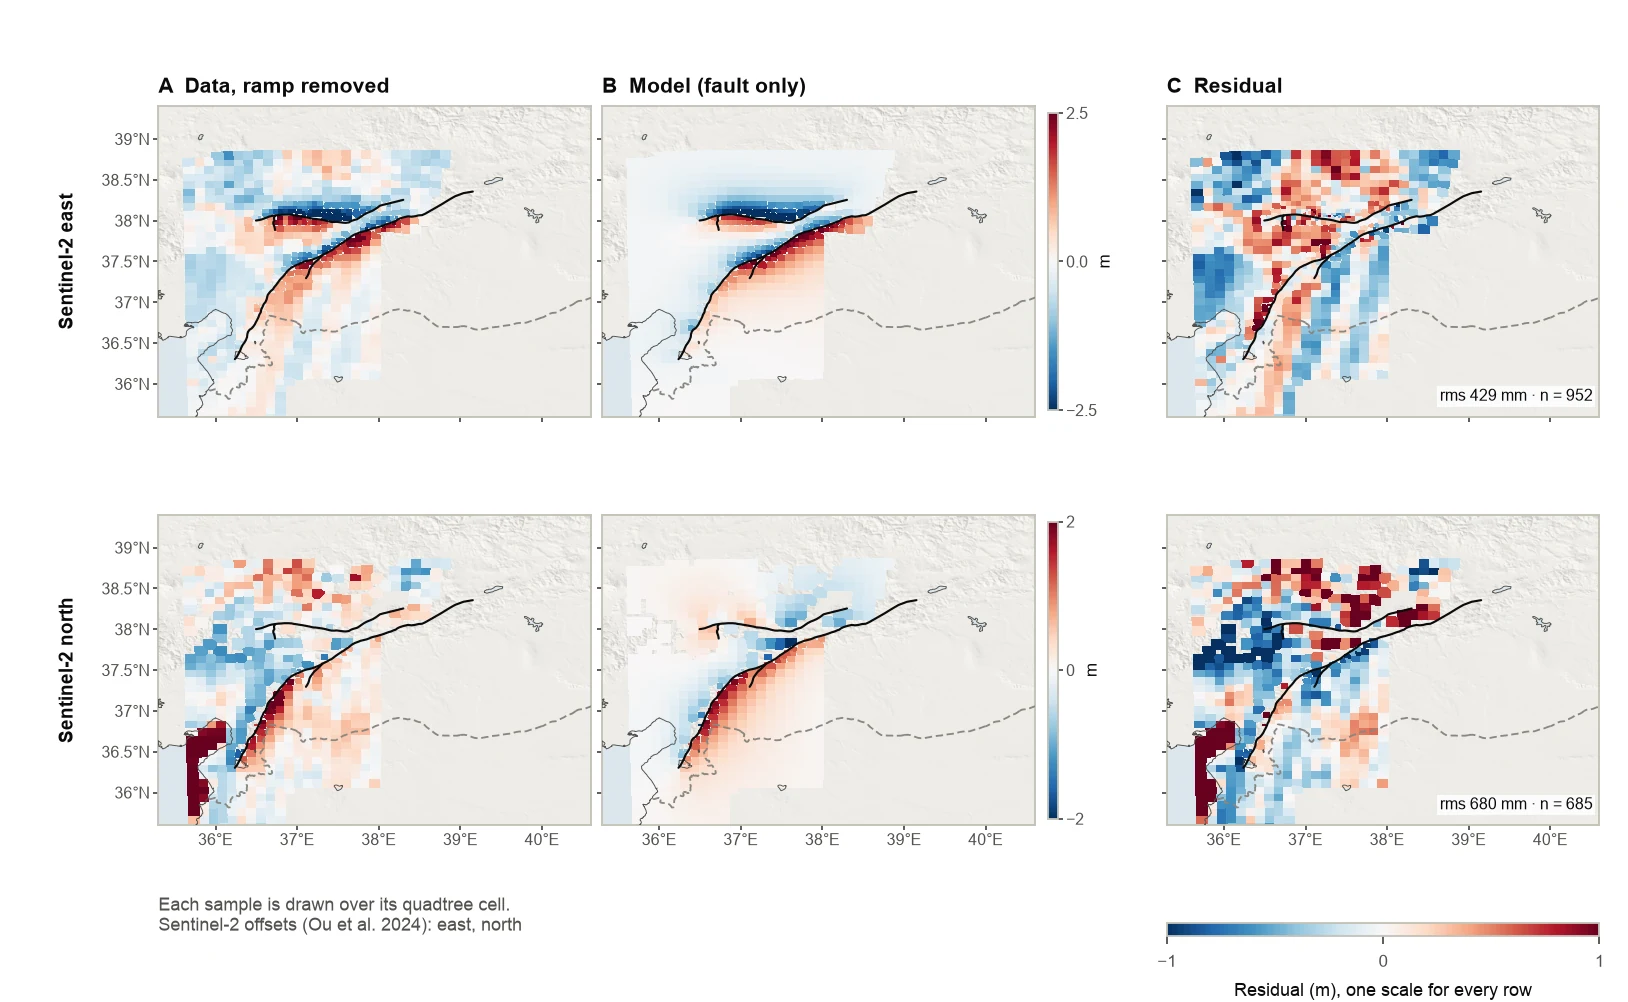 A Data, ramp removed
B Model (fault only)
C Residual
Sentinel-2 east
39°N
38.5°N
38°N
37.5°N
37°N
36.5°N
36°N
2.5
0.0
−2.5
m
rms 429 mm · n = 952
Sentinel-2 north
39°N
38.5°N
38°N
37.5°N
37°N
36.5°N
36°N
2
0
−2
m
rms 680 mm · n = 685
36°E 37°E 38°E 39°E 40°E
36°E 37°E 38°E 39°E 40°E
36°E 37°E 38°E 39°E 40°E
Each sample is drawn over its quadtree cell.
Sentinel-2 offsets (Ou et al. 2024): east, north
−1 0 1
Residual (m), one scale for every row